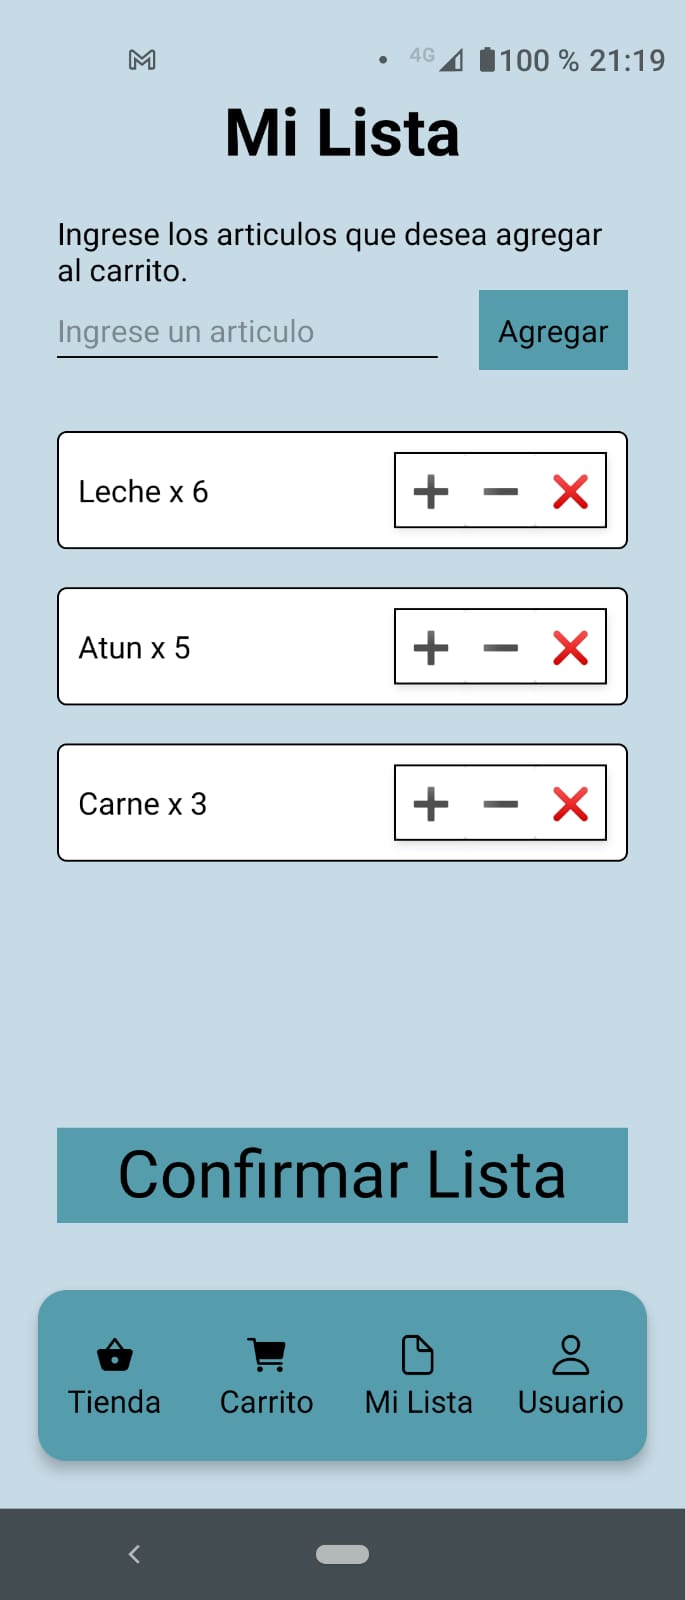 4G 100 % 21:19
Mi Lista
Ingrese los articulos que desea agregar
al carrito.
Ingrese un articulo
Agregar
Leche x 6
Atun x 5
Carne x 3
Confirmar Lista
Tienda Carrito Mi Lista Usuario